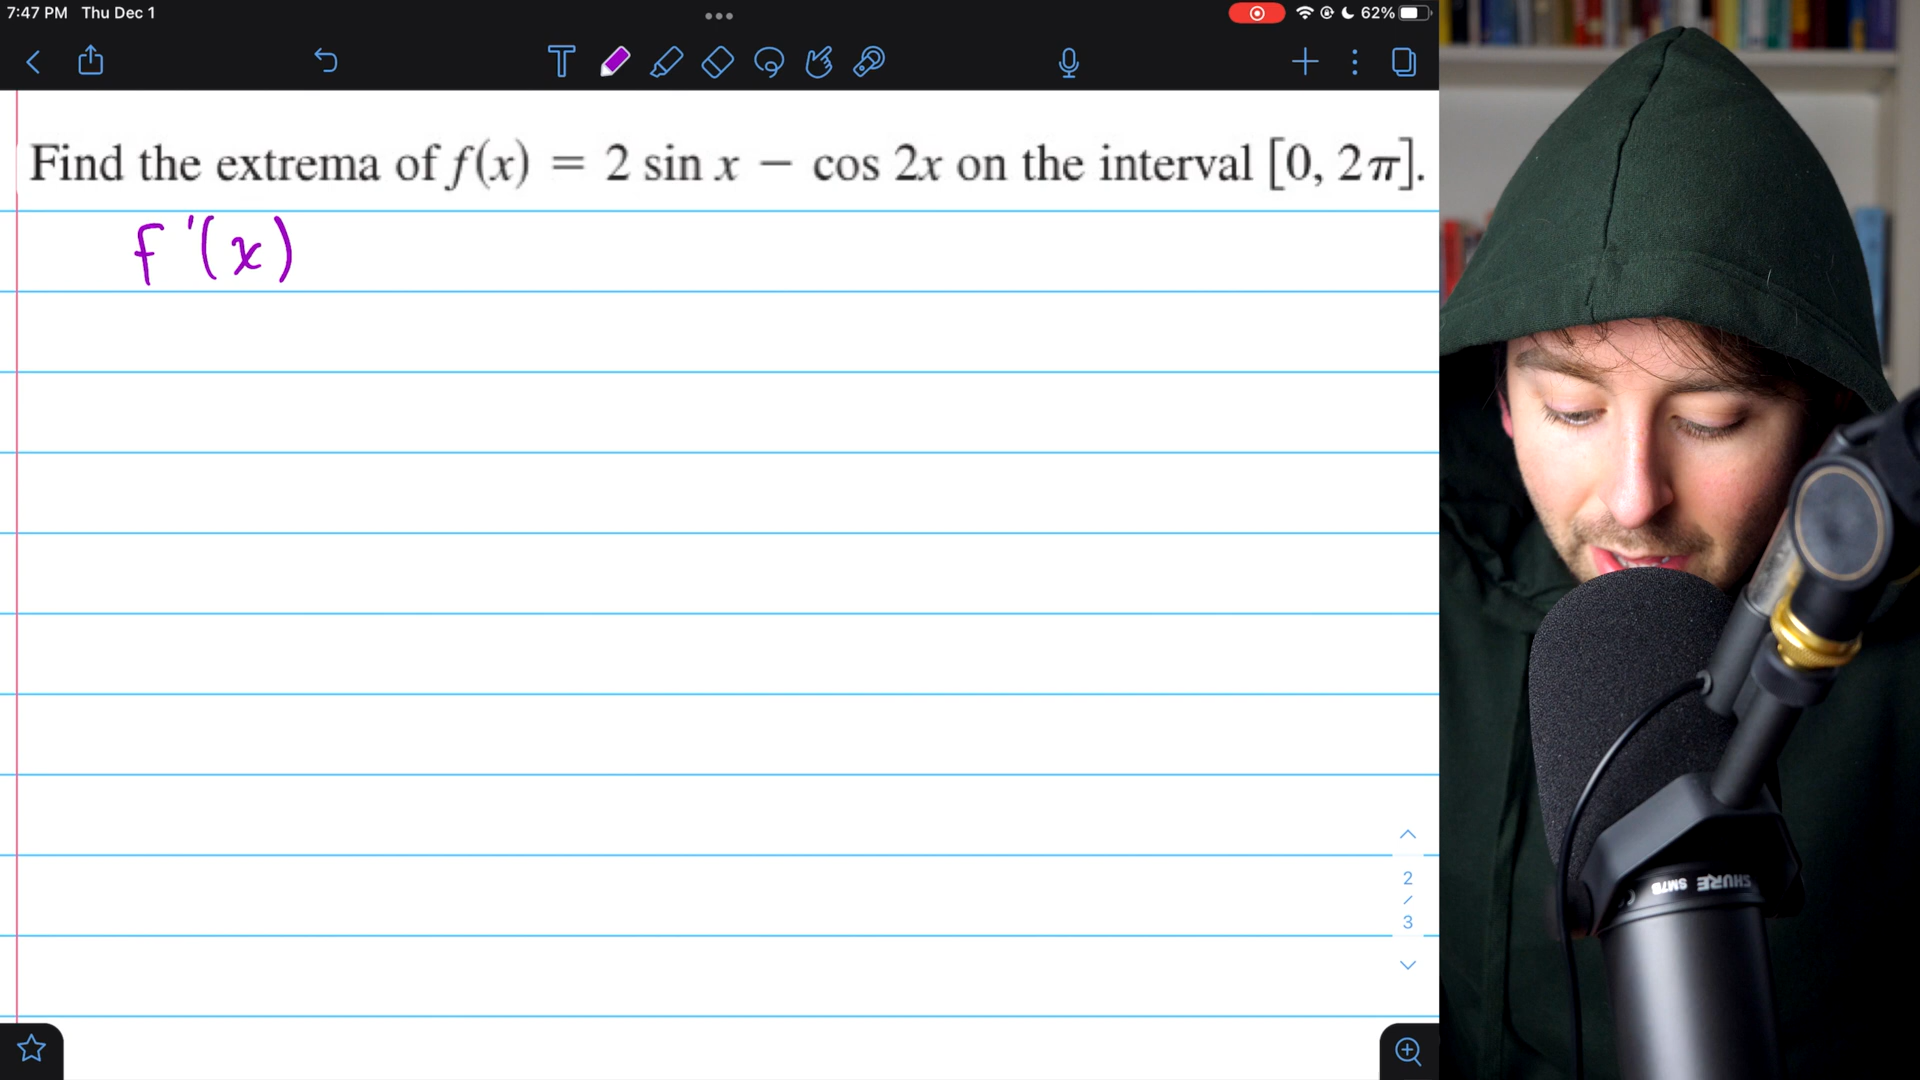 7:47 PM Thu Dec 1
62%
Find the extrema of f(x) = 2 sin x − cos 2x on the interval [0, 2π].
f'(x)
2
/
3
SHURE SM7B